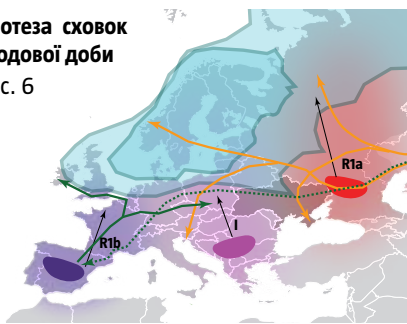 отеза сховок
одової доби
с. 6
R1a
I
R1b